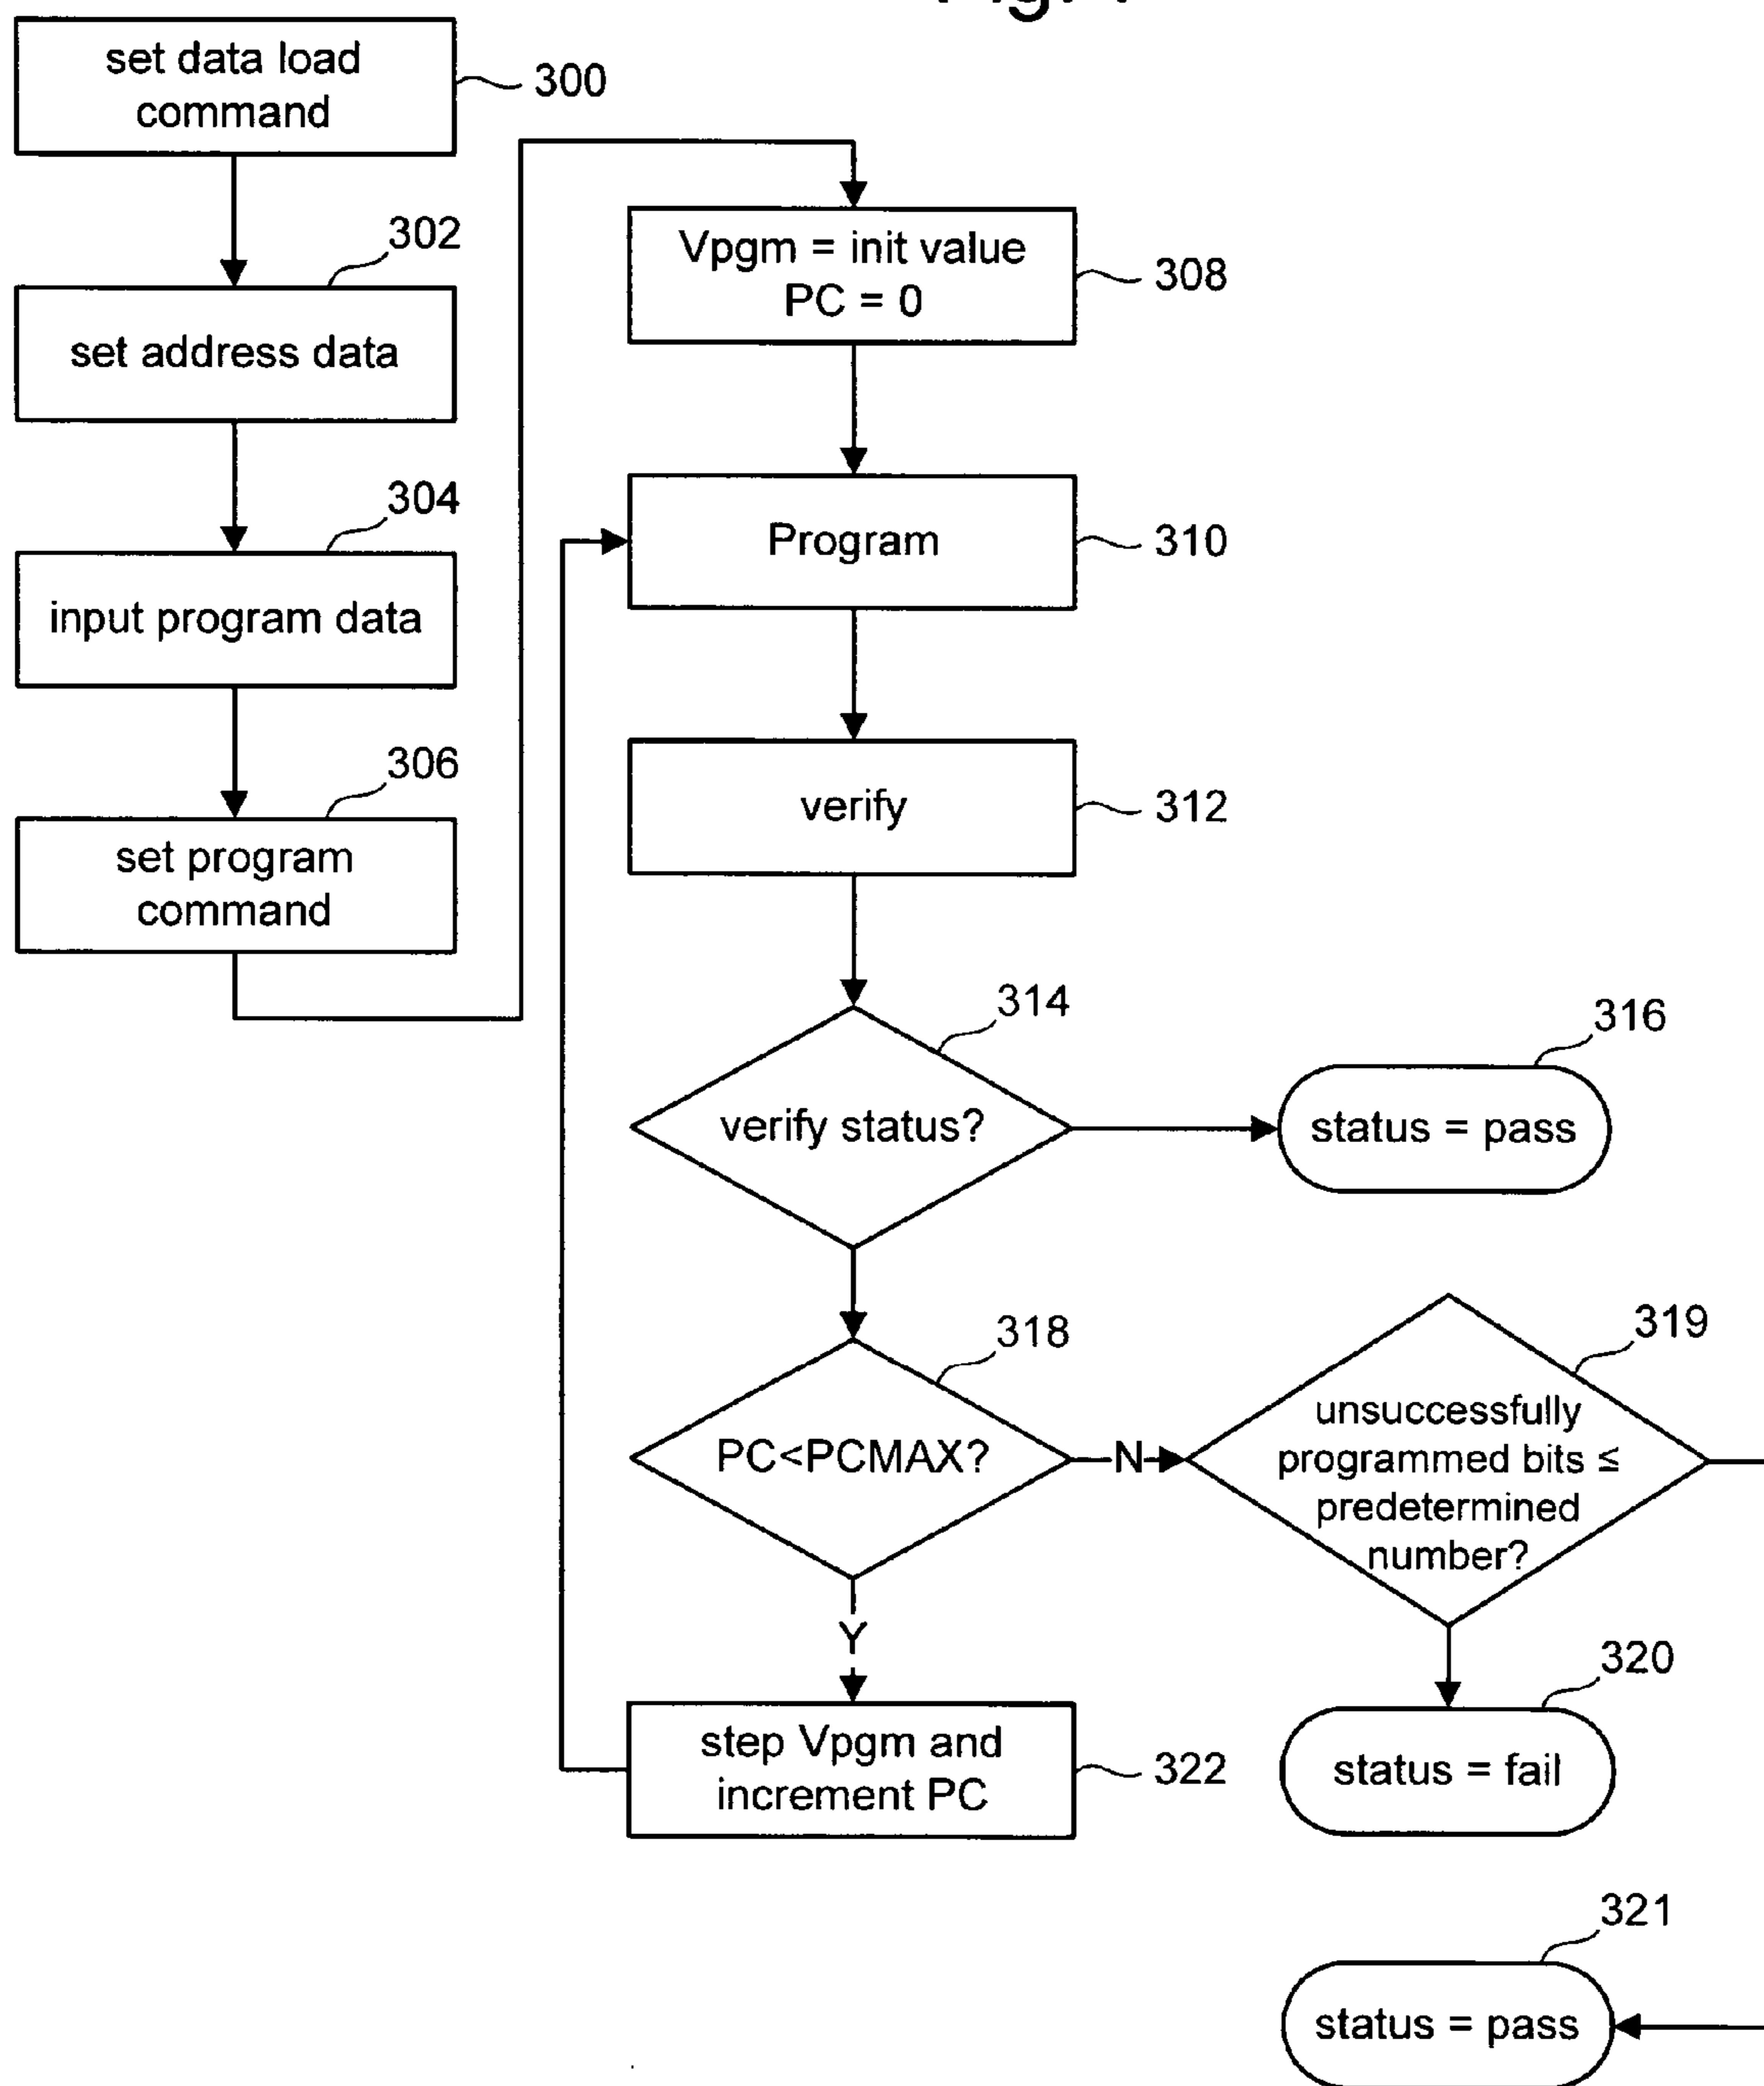 set data load
command
300
302
set address data
304
input program data
306
set program
command
Vpgm = init value
PC = 0
308
Program
310
verify
312
314
verify status?
316
status = pass
318
PC<PCMAX?
N
319
unsuccessfully
programmed bits ≤
predetermined
number?
Y
320
status = fail
step Vpgm and
increment PC
322
321
status = pass